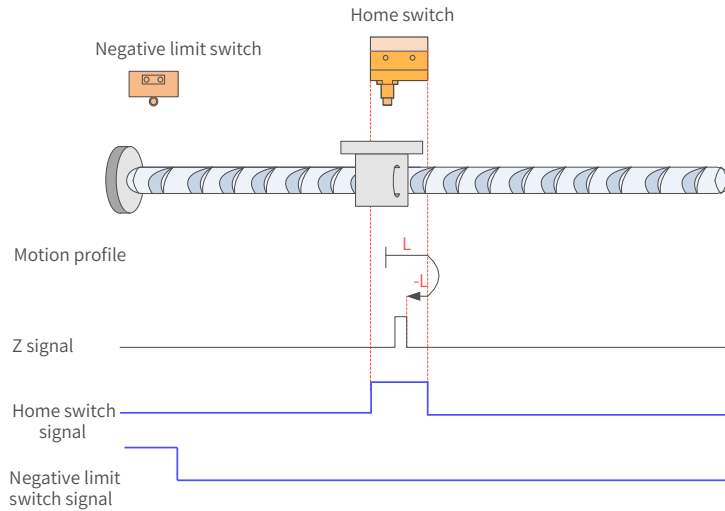 Home switch
Negative limit switch
Motion profile
L
-L
Z signal
Home switch
signal
Negative limit
switch signal